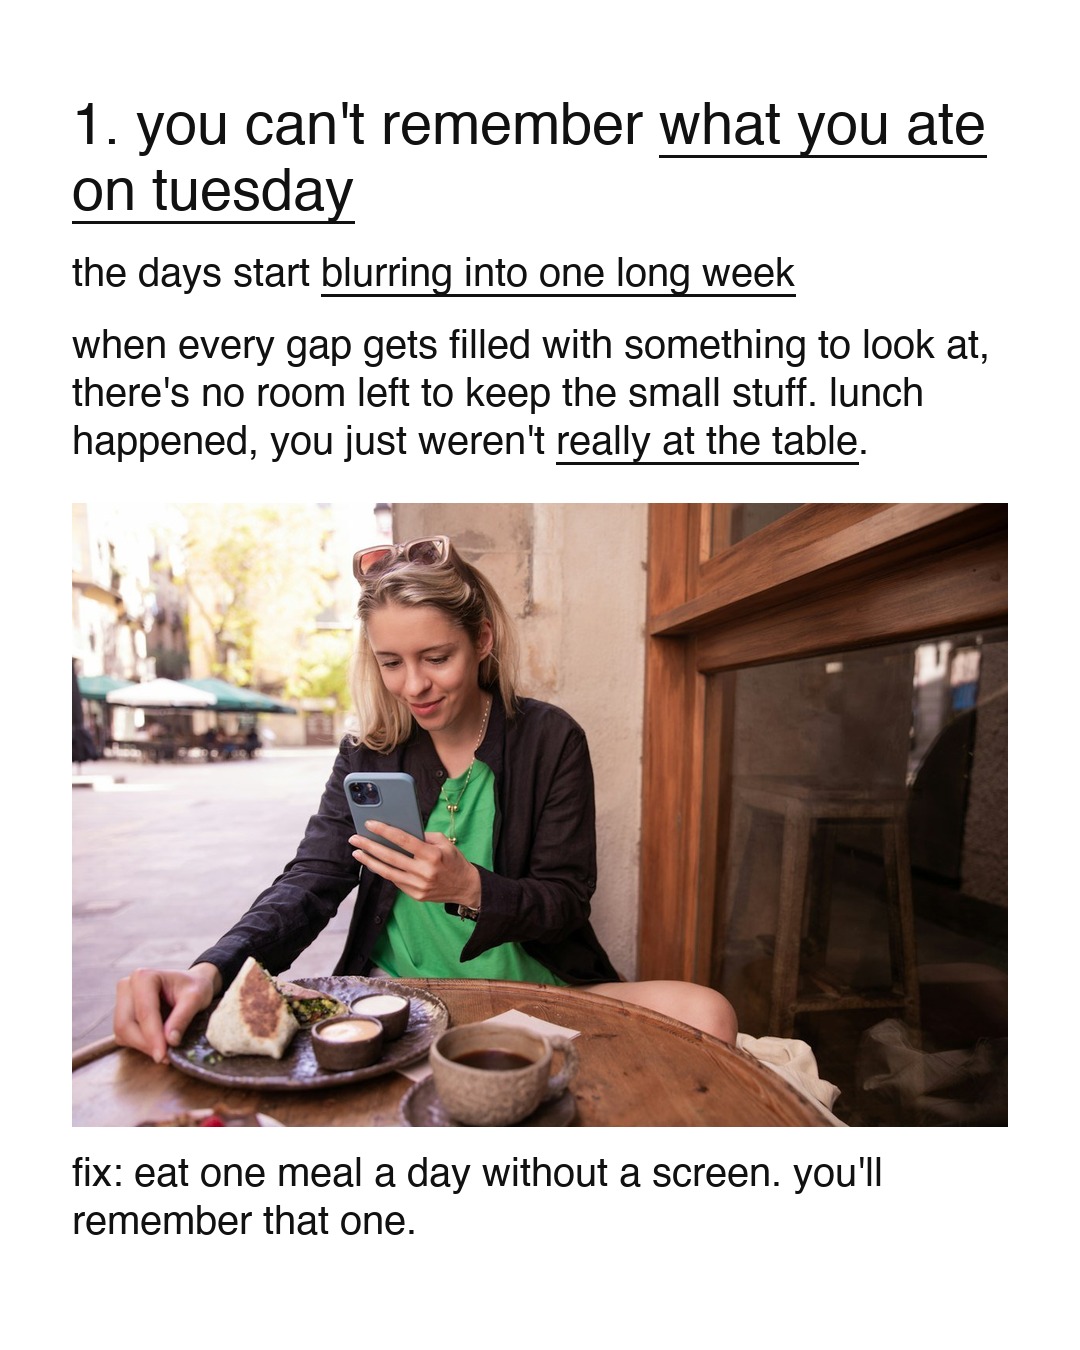 1. you can't remember what you ate
on tuesday
the days start blurring into one long week
when every gap gets filled with something to look at,
there's no room left to keep the small stuff. lunch
happened, you just weren't really at the table.
fix: eat one meal a day without a screen. you'll
remember that one.